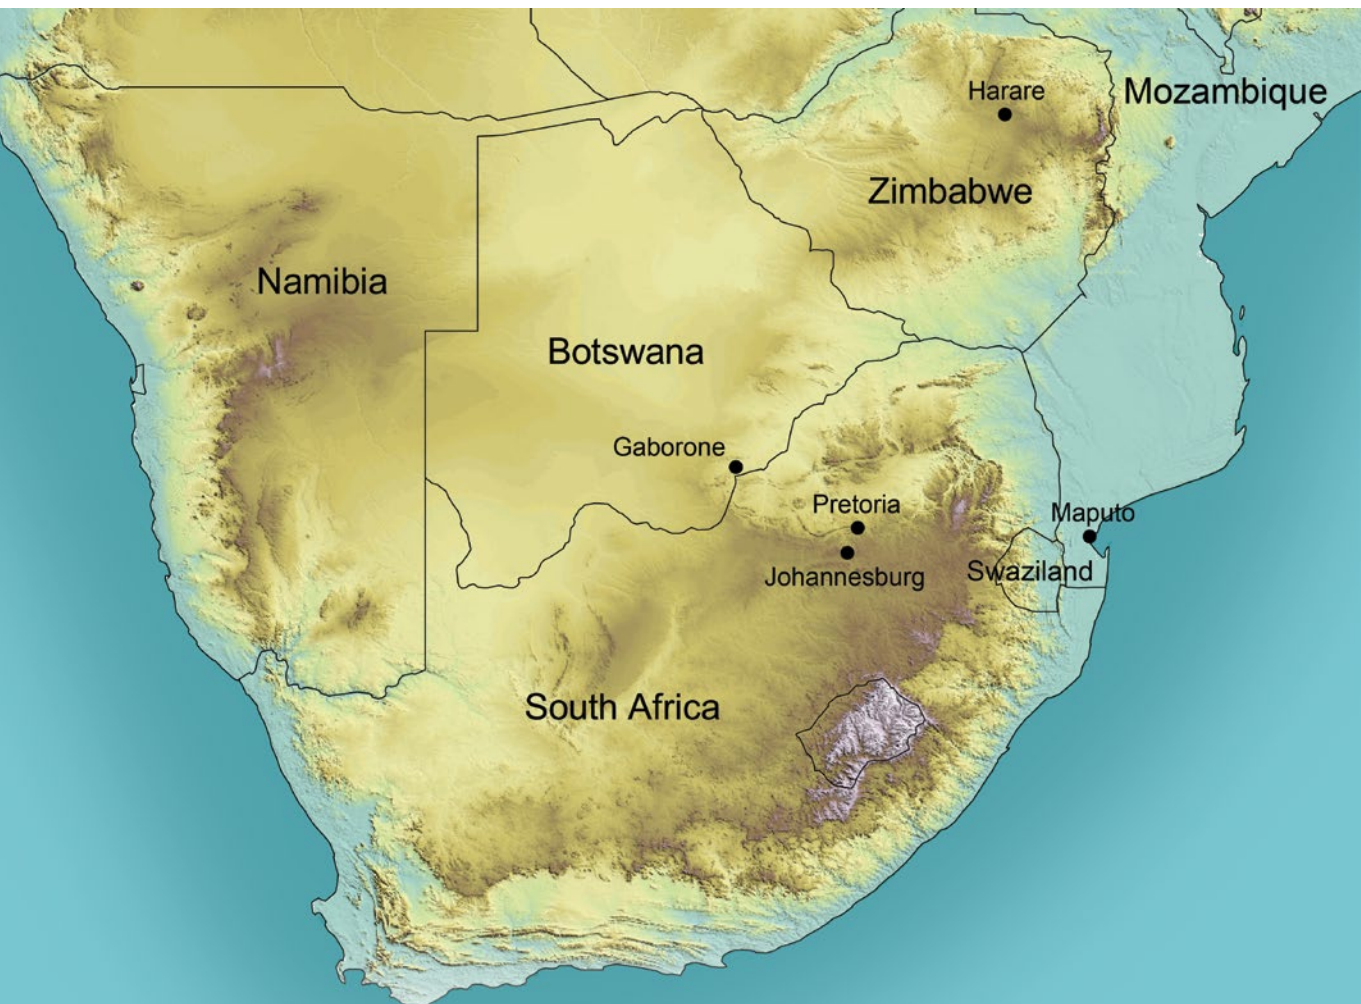 Harare
Mozambique
Zimbabwe
Namibia
Botswana
Gaborone
Pretoria
Maputo
Johannesburg
Swaziland
South Africa